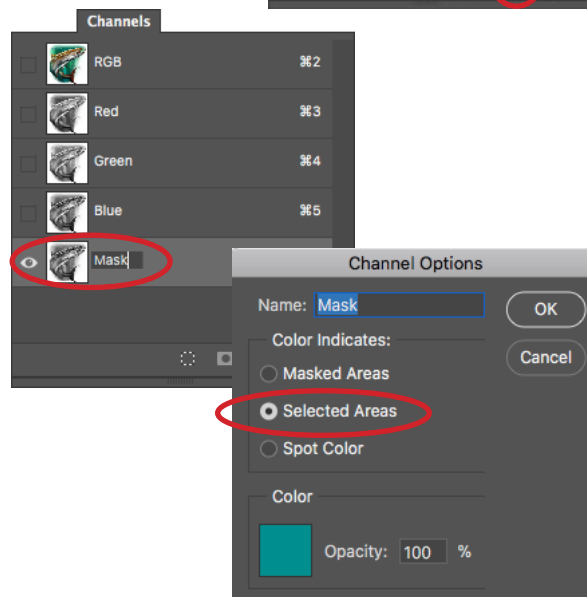 Channels
RGB ⌘2
Red ⌘3
Green ⌘4
Blue ⌘5
Mask
Channel Options
Name: Mask
OK
Color Indicates:
Cancel
Masked Areas
Selected Areas
Spot Color
Color
Opacity: 100 %